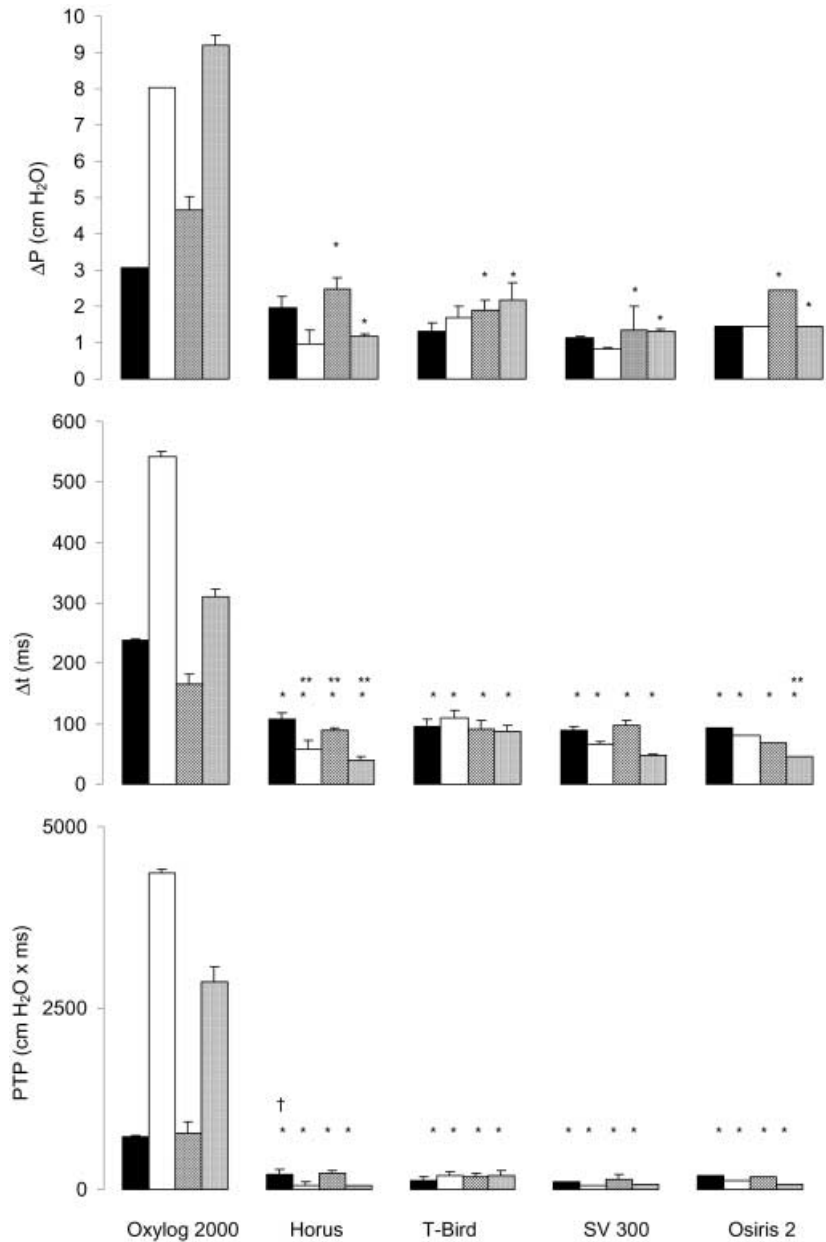 10
9
8
7
6
5
4
3
2
1
0
ΔP (cm H₂O)
* * * * * * * *
600
500
400
300
200
100
0
Δt (ms)
** ** ** **
* * * * * * * * * * * * * * * *
5000
2500
0
PTP (cm H₂O x ms)
†
* * * * * * * * * * * * * * * *
Oxylog 2000 Horus T-Bird SV 300 Osiris 2